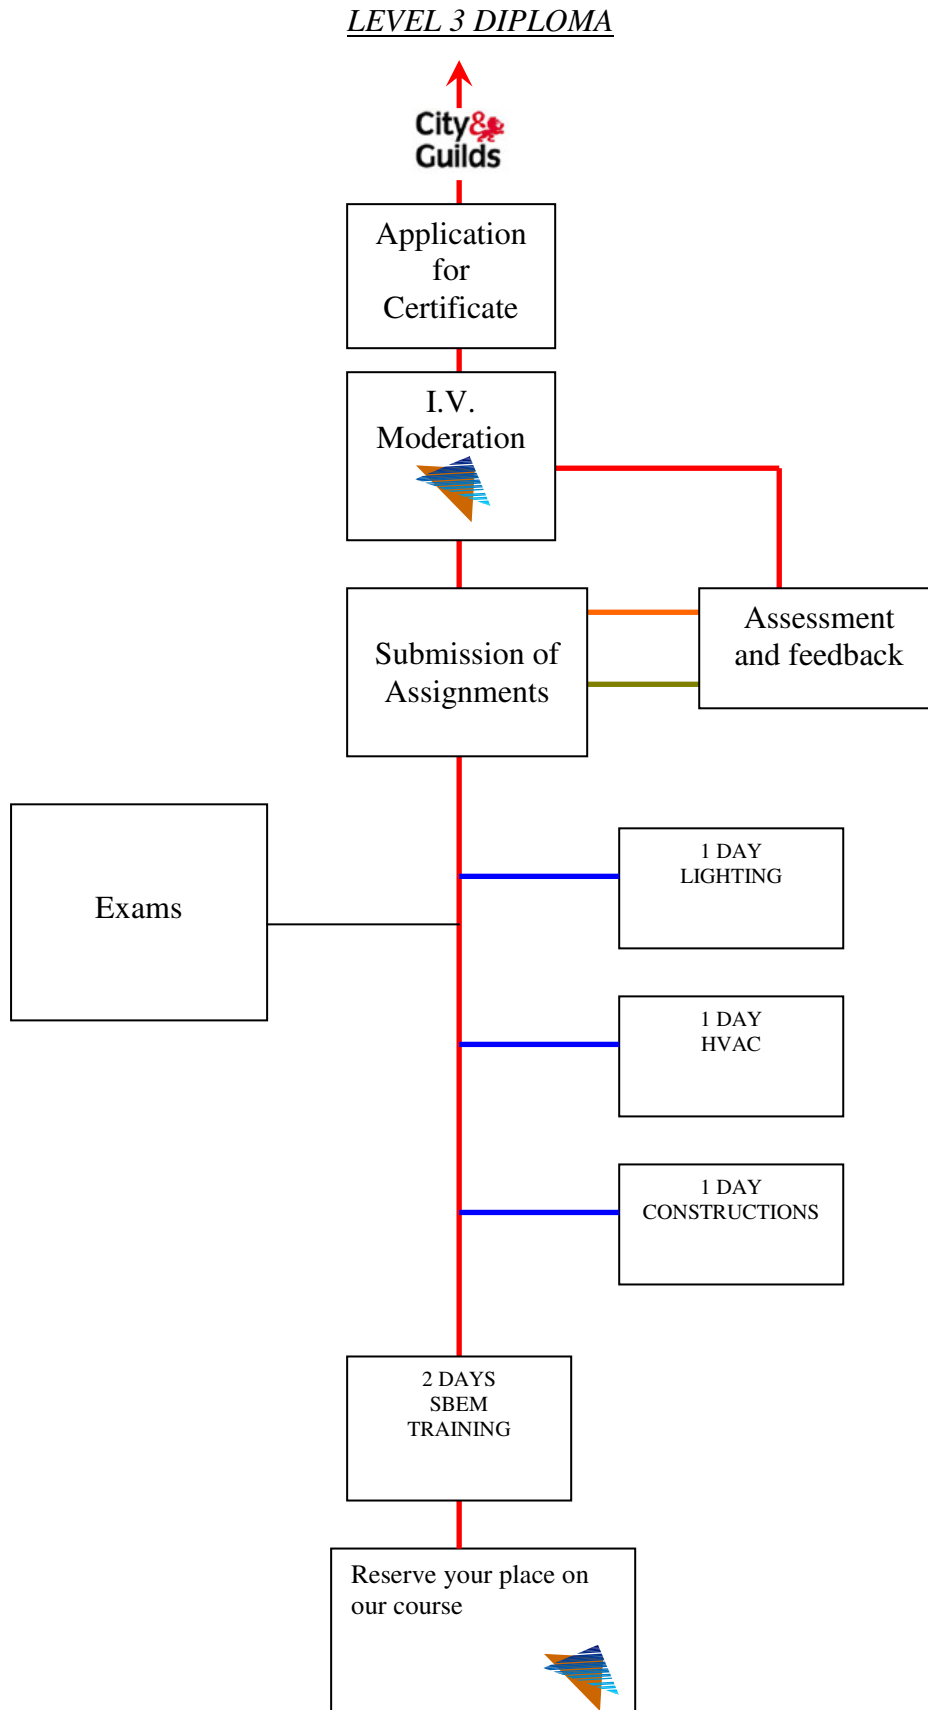 LEVEL 3 DIPLOMA
City&
Guilds
Application
for
Certificate
I.V.
Moderation
Submission of
Assignments
Assessment
and feedback
Exams
1 DAY
LIGHTING
1 DAY
HVAC
1 DAY
CONSTRUCTIONS
2 DAYS
SBEM
TRAINING
Reserve your place on
our course